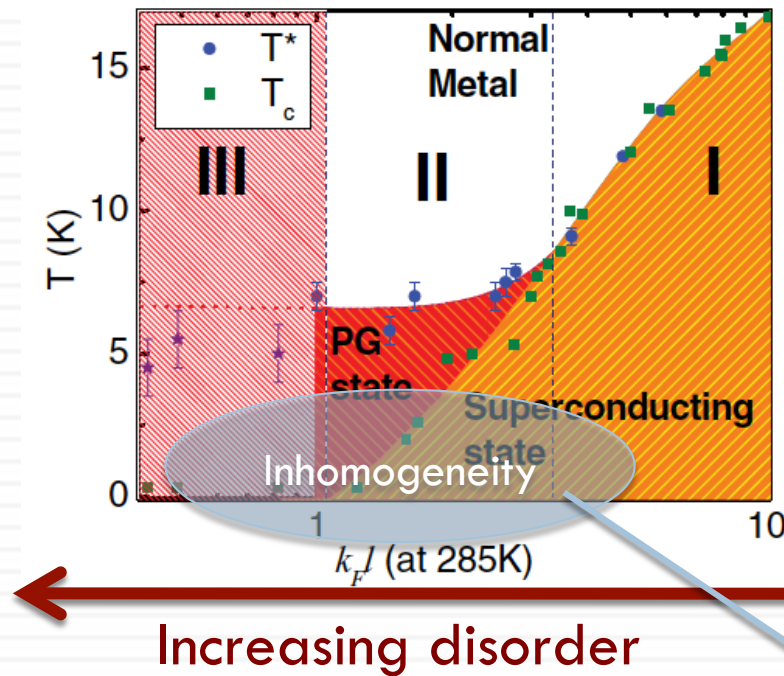 T*
T_c
Normal
Metal
III
II
I
15
10
5
0
T (K)
PG
state
Superconducting
state
Inhomogeneity
1
10
k_F l (at 285K)
Increasing disorder